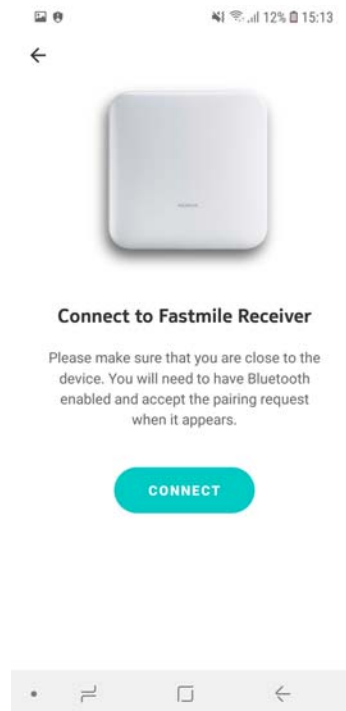 12% 15:13
NOKIA
Connect to Fastmile Receiver
Please make sure that you are close to the
device. You will need to have Bluetooth
enabled and accept the pairing request
when it appears.
CONNECT